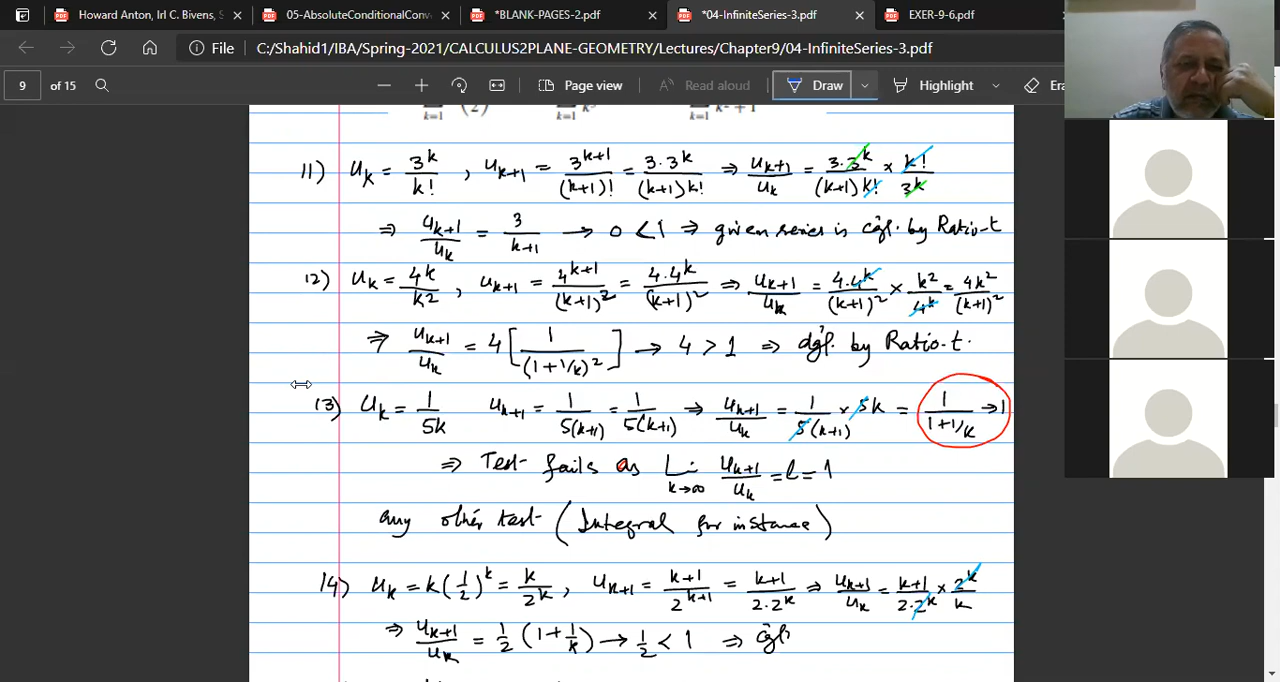 Howard Anton, Irl C. Bivens, S
05-AbsoluteConditionalConv
*BLANK-PAGES-2.pdf
*04-InfiniteSeries-3.pdf
EXER-9-6.pdf
File C:/Shahid1/IBA/Spring-2021/CALCULUS2PLANE-GEOMETRY/Lectures/Chapter9/04-InfiniteSeries-3.pdf
9 of 15 Page view Read aloud Draw Highlight Era
k=1 (2) k=1 k=1
11) u_k = 3^k/k! , u_{k+1} = 3^{k+1}/(k+1)! = 3.3^k/((k+1)k!) ⇒ u_{k+1}/u_k = 3.3^k/((k+1)k!) × k!/3^k
⇒ u_{k+1}/u_k = 3/(k+1) → 0 < 1 ⇒ given series is cgt. by Ratio-t
12) u_k = 4^k/k^2 , u_{k+1} = 4^{k+1}/(k+1)^2 = 4.4^k/(k+1)^2 ⇒ u_{k+1}/u_k = 4.4^k/(k+1)^2 × k^2/4^k = 4k^2/(k+1)^2
⇒ u_{k+1}/u_k = 4[1/(1+1/k)^2] → 4 > 1 ⇒ dgt. by Ratio-t.
13) u_k = 1/5k u_{k+1} = 1/5(k+1) = 1/5(k+1) ⇒ u_{k+1}/u_k = 1/5(k+1) × 5k = 1/(1+1/k) → 1
⇒ Test fails as Lim k→∞ u_{k+1}/u_k = l = 1
any other test (Integral for instance)
14) u_k = k(1/2)^k = k/2^k , u_{k+1} = (k+1)/2^{k+1} = (k+1)/2.2^k ⇒ u_{k+1}/u_k = (k+1)/2.2^k × 2^k/k
⇒ u_{k+1}/u_k = 1/2 (1+1/k) → 1/2 < 1 ⇒ cgt